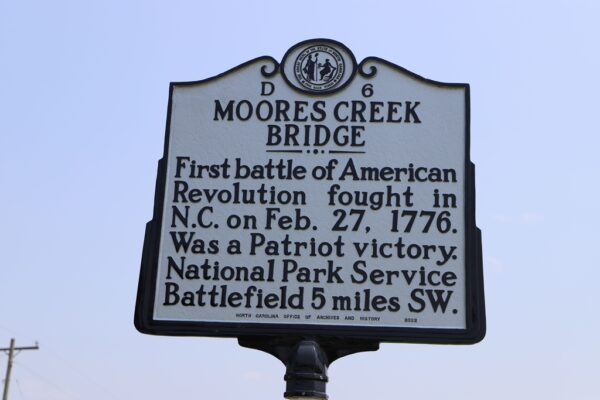 D 6
MOORES CREEK
BRIDGE
First battle of American
Revolution fought in
N.C. on Feb. 27, 1776.
Was a Patriot victory.
National Park Service
Battlefield 5 miles SW.
NORTH CAROLINA OFFICE OF ARCHIVES AND HISTORY